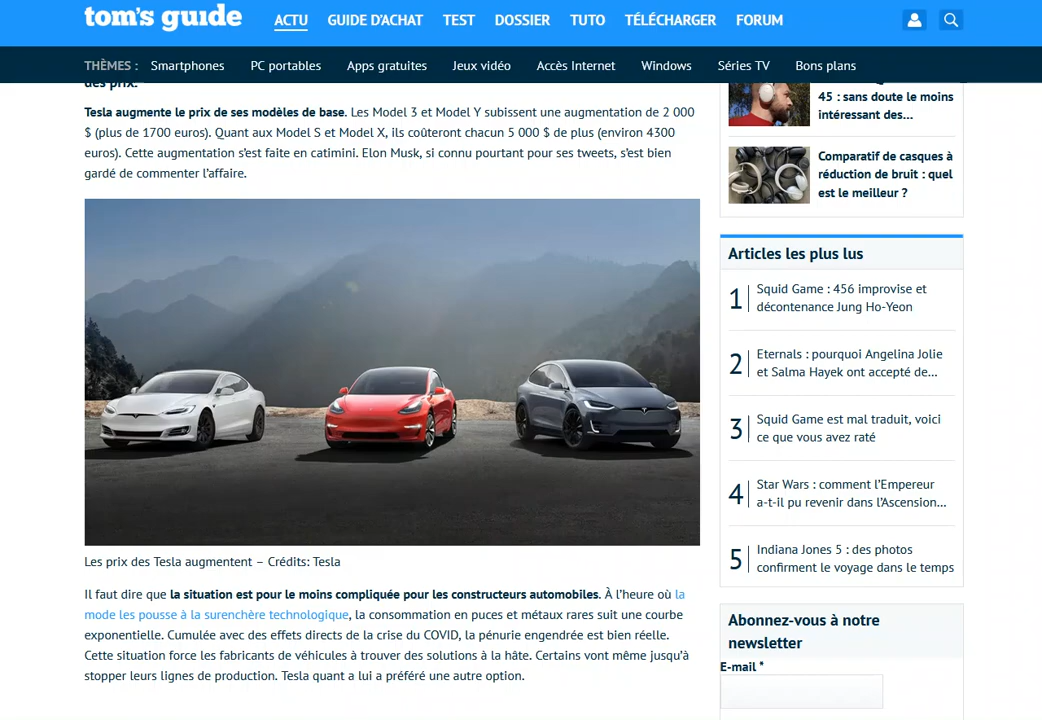 tom's guide
ACTU GUIDE D'ACHAT TEST DOSSIER TUTO TÉLÉCHARGER FORUM
THÈMES : Smartphones PC portables Apps gratuites Jeux vidéo Accès Internet Windows Séries TV Bons plans
des prix.
Tesla augmente le prix de ses modèles de base. Les Model 3 et Model Y subissent une augmentation de 2 000
$ (plus de 1700 euros). Quant aux Model S et Model X, ils coûteront chacun 5 000 $ de plus (environ 4300
euros). Cette augmentation s'est faite en catimini. Elon Musk, si connu pourtant pour ses tweets, s'est bien
gardé de commenter l'affaire.
Les prix des Tesla augmentent – Crédits: Tesla
Il faut dire que la situation est pour le moins compliquée pour les constructeurs automobiles. À l'heure où la
mode les pousse à la surenchère technologique, la consommation en puces et métaux rares suit une courbe
exponentielle. Cumulée avec des effets directs de la crise du COVID, la pénurie engendrée est bien réelle.
Cette situation force les fabricants de véhicules à trouver des solutions à la hâte. Certains vont même jusqu'à
stopper leurs lignes de production. Tesla quant a lui a préféré une autre option.
45 : sans doute le moins
intéressant des...
Comparatif de casques à
réduction de bruit : quel
est le meilleur ?
Articles les plus lus
1 Squid Game : 456 improvise et
décontenance Jung Ho-Yeon
2 Eternals : pourquoi Angelina Jolie
et Salma Hayek ont accepté de...
3 Squid Game est mal traduit, voici
ce que vous avez raté
4 Star Wars : comment l'Empereur
a-t-il pu revenir dans l'Ascension...
5 Indiana Jones 5 : des photos
confirment le voyage dans le temps
Abonnez-vous à notre
newsletter
E-mail *